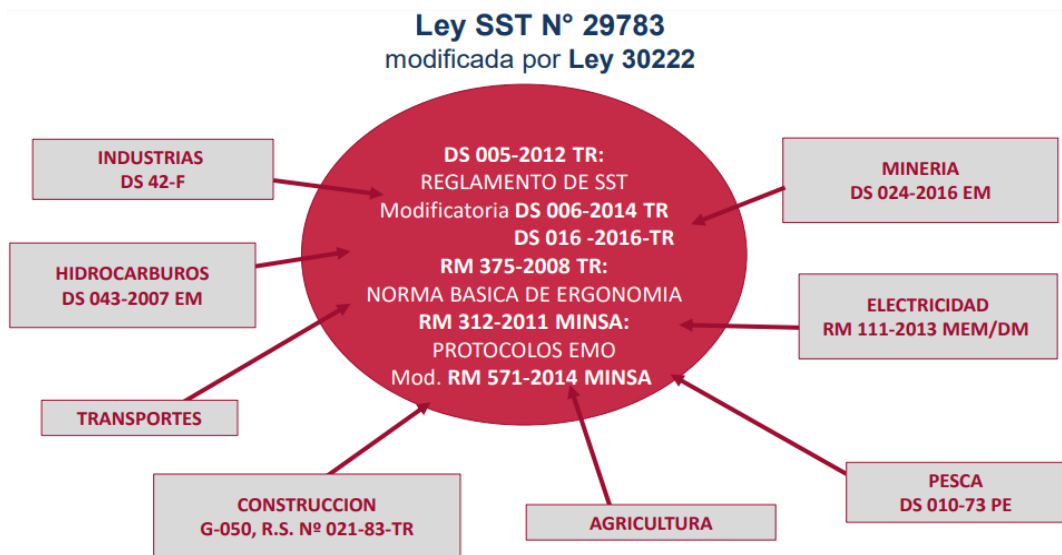 Ley SST N° 29783
modificada por Ley 30222
DS 005-2012 TR:
REGLAMENTO DE SST
Modificatoria DS 006-2014 TR
DS 016 -2016-TR
RM 375-2008 TR:
NORMA BASICA DE ERGONOMIA
RM 312-2011 MINSA:
PROTOCOLOS EMO
Mod. RM 571-2014 MINSA
INDUSTRIAS
DS 42-F
HIDROCARBUROS
DS 043-2007 EM
TRANSPORTES
CONSTRUCCION
G-050, R.S. Nº 021-83-TR
AGRICULTURA
PESCA
DS 010-73 PE
ELECTRICIDAD
RM 111-2013 MEM/DM
MINERIA
DS 024-2016 EM